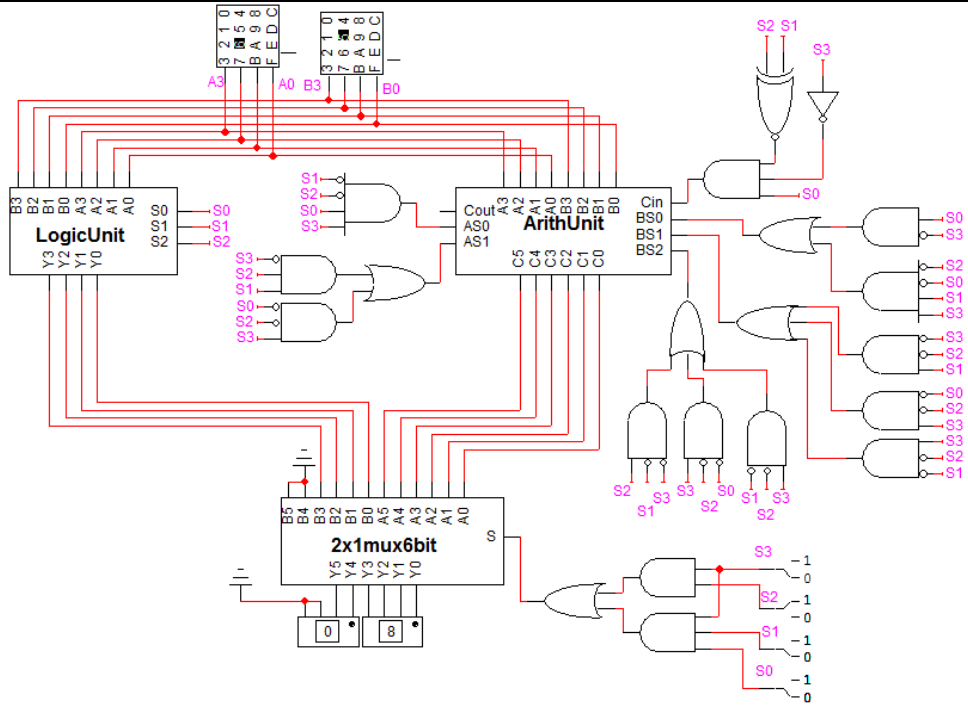 3 2 1 0
7 5 4
B A 9 8
F E D C
3 2 1 0
7 6 4
B A 9 8
F E D C
A3 A0
B3 B0
S2 S1
S3
S0
B3 B2 B1 B0 A3 A2 A1 A0
LogicUnit
S0 S0
S1 S1
S2 S2
Y3 Y2 Y1 Y0
S1
S2
S0
S3
S3
S2
S1
S0
S2
S3
A3 A2 A1 A0 B3 B2 B1 B0
ArithUnit
Cout
AS0
AS1
Cin
BS0
BS1
BS2
C5 C4 C3 C2 C1 C0
S0
S3
S2
S0
S1
S3
S3
S2
S1
S0
S2
S3
S3
S2
S1
S2 S1 S3
S3 S2 S0
S1 S2 S3
B5 B4 B3 B2 B1 B0 A5 A4 A3 A2 A1 A0
2x1mux6bit
S
Y5 Y4 Y3 Y2 Y1 Y0
0 8
S3 1
0
S2 1
0
S1 1
0
S0 1
0